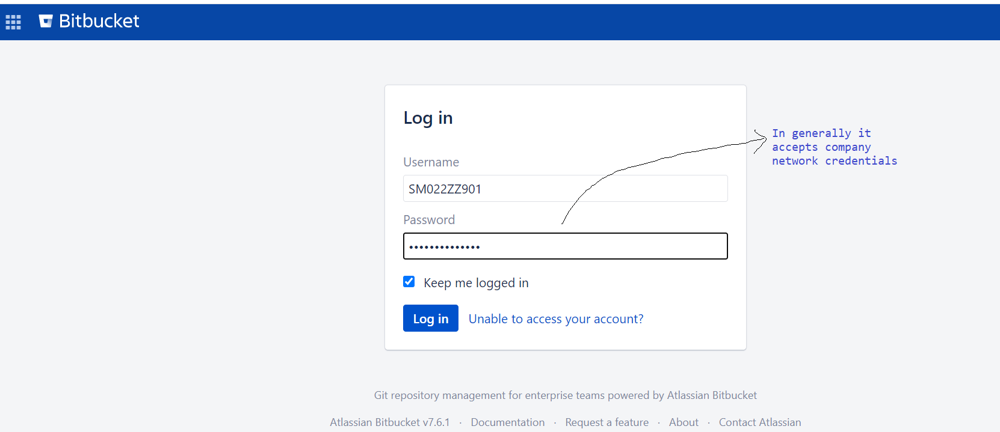 Bitbucket
Log in
In generally it
accepts company
network credentials
Username
SM022ZZ901
Password
••••••••••••••
Keep me logged in
Log in Unable to access your account?
Git repository management for enterprise teams powered by Atlassian Bitbucket
Atlassian Bitbucket v7.6.1 · Documentation · Request a feature · About · Contact Atlassian